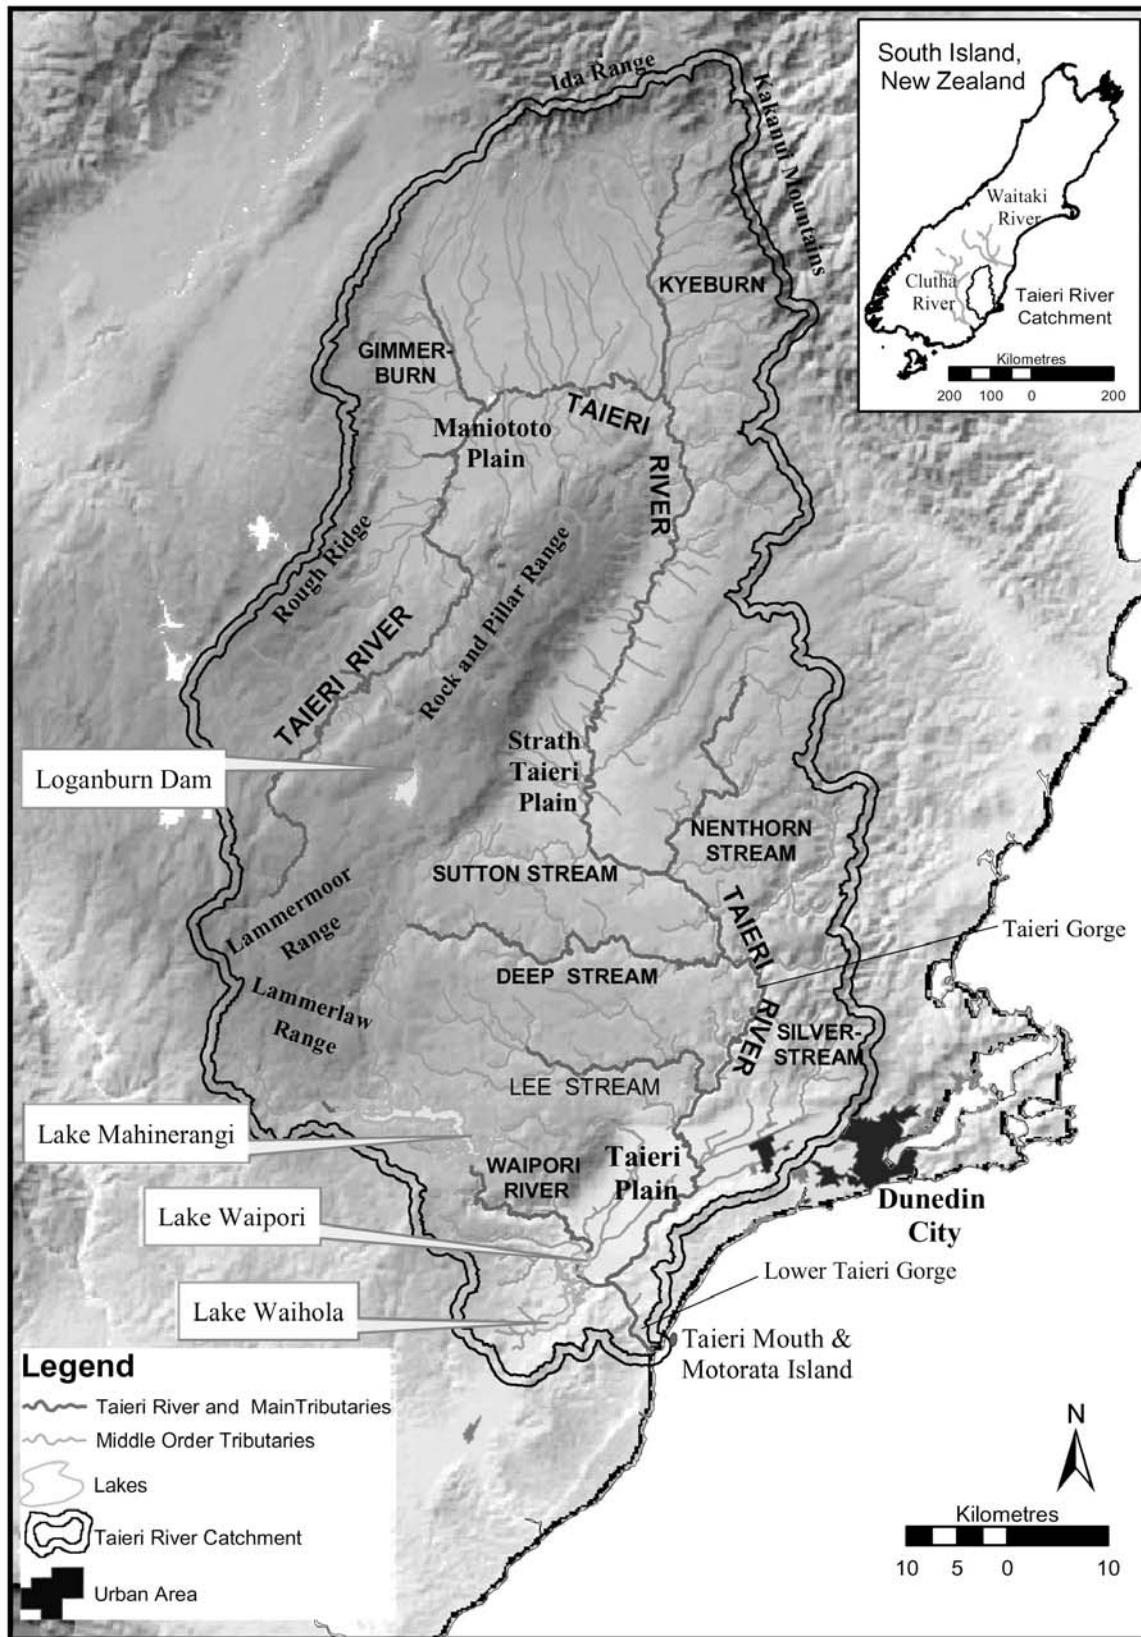 Ida Range
Kakanui Mountains
South Island,
New Zealand
Waitaki
River
Clutha
River
Taieri River
Catchment
Kilometres
200 100 0 200
KYEBURN
GIMMER-
BURN
TAIERI
RIVER
Maniototo
Plain
Rough Ridge
Rock and Pillar Range
TAIERI RIVER
Loganburn Dam
Strath
Taieri
Plain
NENTHORN
STREAM
SUTTON STREAM
Lammermoor
Range
TAIERI
RIVER
Taieri Gorge
DEEP STREAM
Lammerlaw
Range
SILVER-
STREAM
LEE STREAM
Lake Mahinerangi
WAIPORI
RIVER
Taieri
Plain
Dunedin
City
Lake Waipori
Lower Taieri Gorge
Lake Waihola
Taieri Mouth &
Motorata Island
Legend
Taieri River and MainTributaries
Middle Order Tributaries
Lakes
Taieri River Catchment
Urban Area
N
Kilometres
10 5 0 10